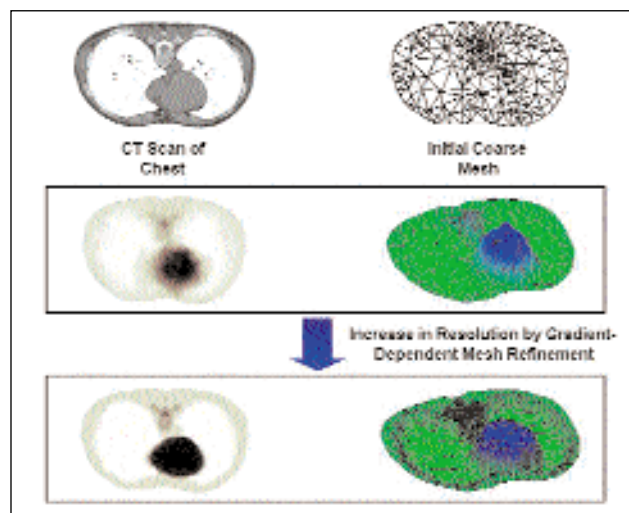 CT Scan of
Chest
Initial Coarse
Mesh
Increase in Resolution by Gradient-
Dependent Mesh Refinement